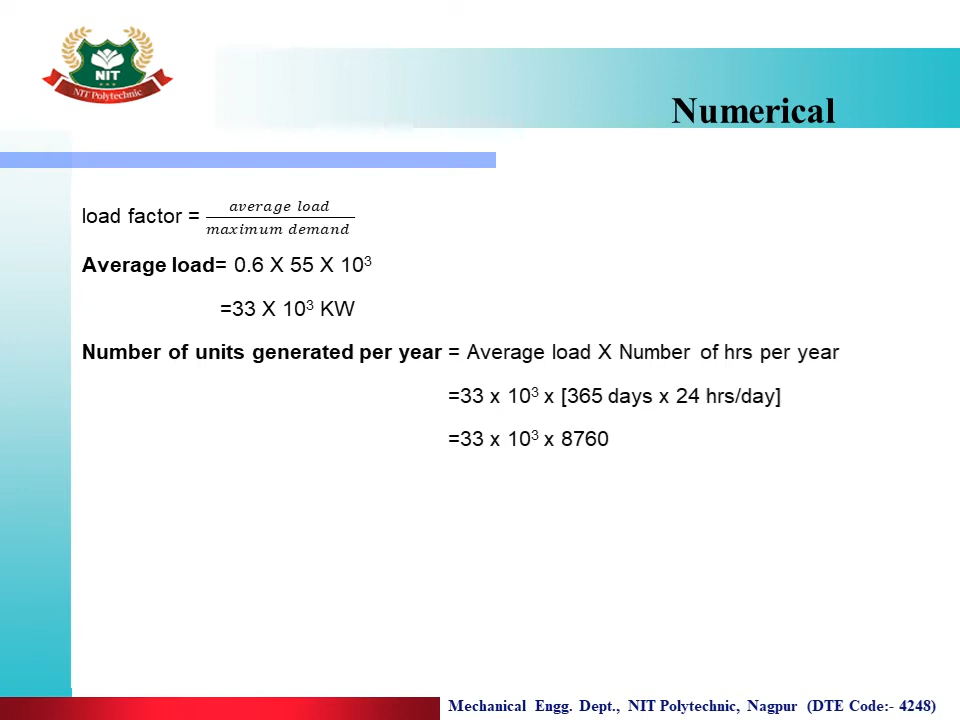 NIT
NIT Polytechnic
Numerical
load factor = average load / maximum demand
Average load= 0.6 X 55 X 10³
=33 X 10³ KW
Number of units generated per year = Average load X Number of hrs per year
=33 x 10³ x [365 days x 24 hrs/day]
=33 x 10³ x 8760
Mechanical Engg. Dept., NIT Polytechnic, Nagpur (DTE Code:- 4248)